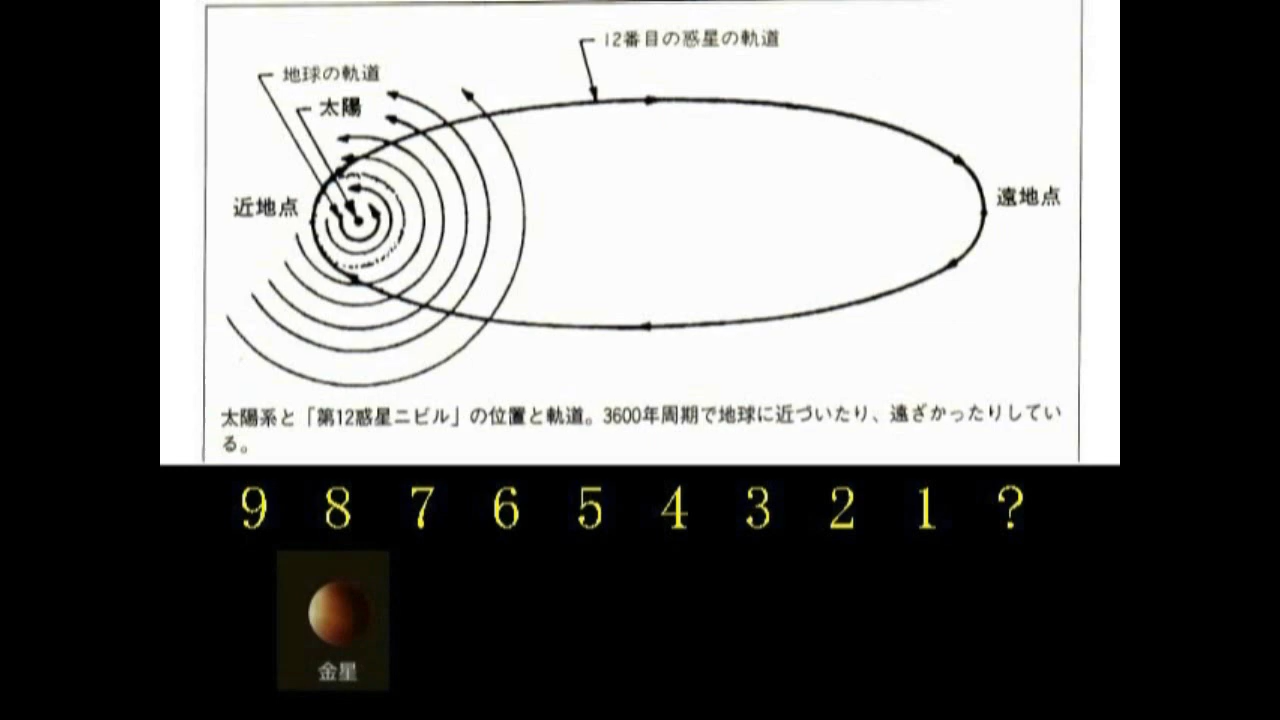 12番目の惑星の軌道
地球の軌道
太陽
近地点
遠地点
太陽系と「第12惑星ニビル」の位置と軌道。3600年周期で地球に近づいたり、遠ざかったりしてい
る。
9 8 7 6 5 4 3 2 1 ?
金星